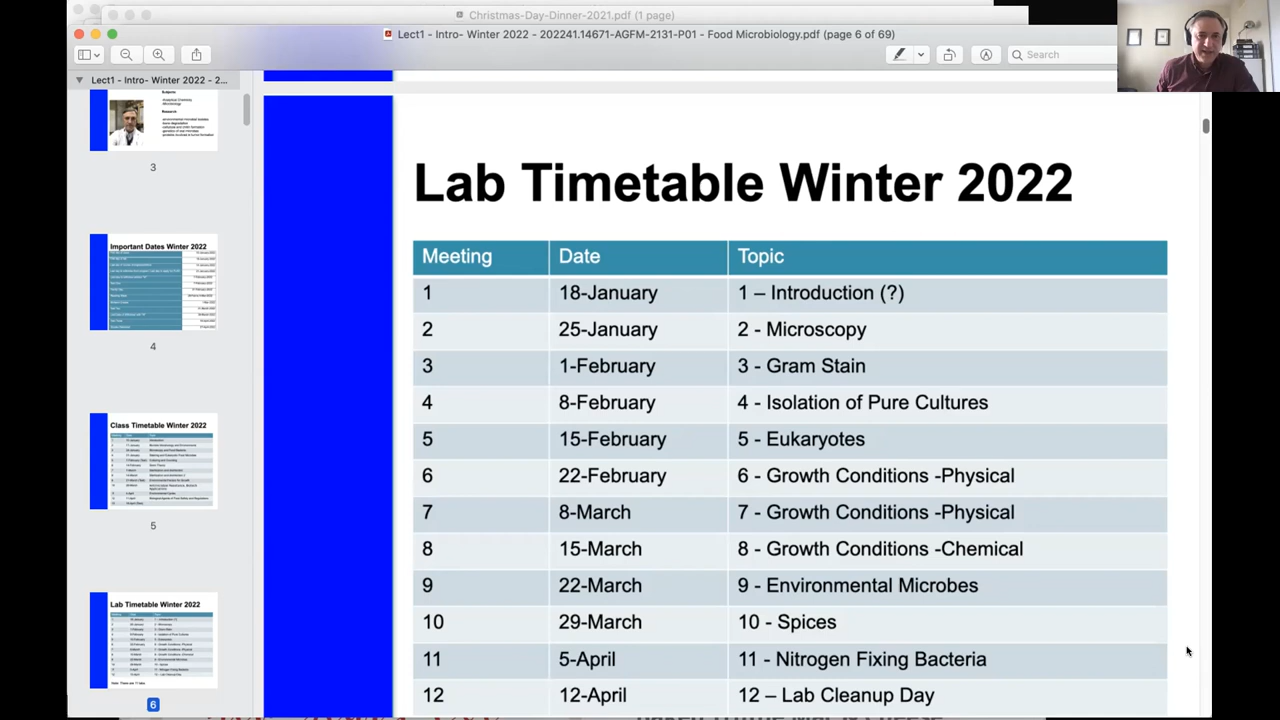 Christmas-Day-Dinner-2021.pdf (1 page)
Lect1 - Intro- Winter 2022 - 202241.14671-AGFM-2131-P01 - Food Microbiology.pdf (page 6 of 69)
Search
Lect1 - Intro- Winter 2022 - 2...
3
Important Dates Winter 2022
4
Class Timetable Winter 2022
5
Lab Timetable Winter 2022
6
Lab Timetable Winter 2022
Meeting Date Topic
1 18-January 1 – Introduction (?)
2 25-January 2 - Microscopy
3 1-February 3 - Gram Stain
4 8-February 4 - Isolation of Pure Cultures
5 -February 5 - Eukaryotes
6 -February 6 - Growth Conditions -Physical
7 8-March 7 - Growth Conditions -Physical
8 15-March 8 - Growth Conditions -Chemical
9 22-March 9 - Environmental Microbes
10 29-March 10 - Spices
11 -April 11 - Nitrogen Fixing Bacteria
12 12-April 12 – Lab Cleanup Day